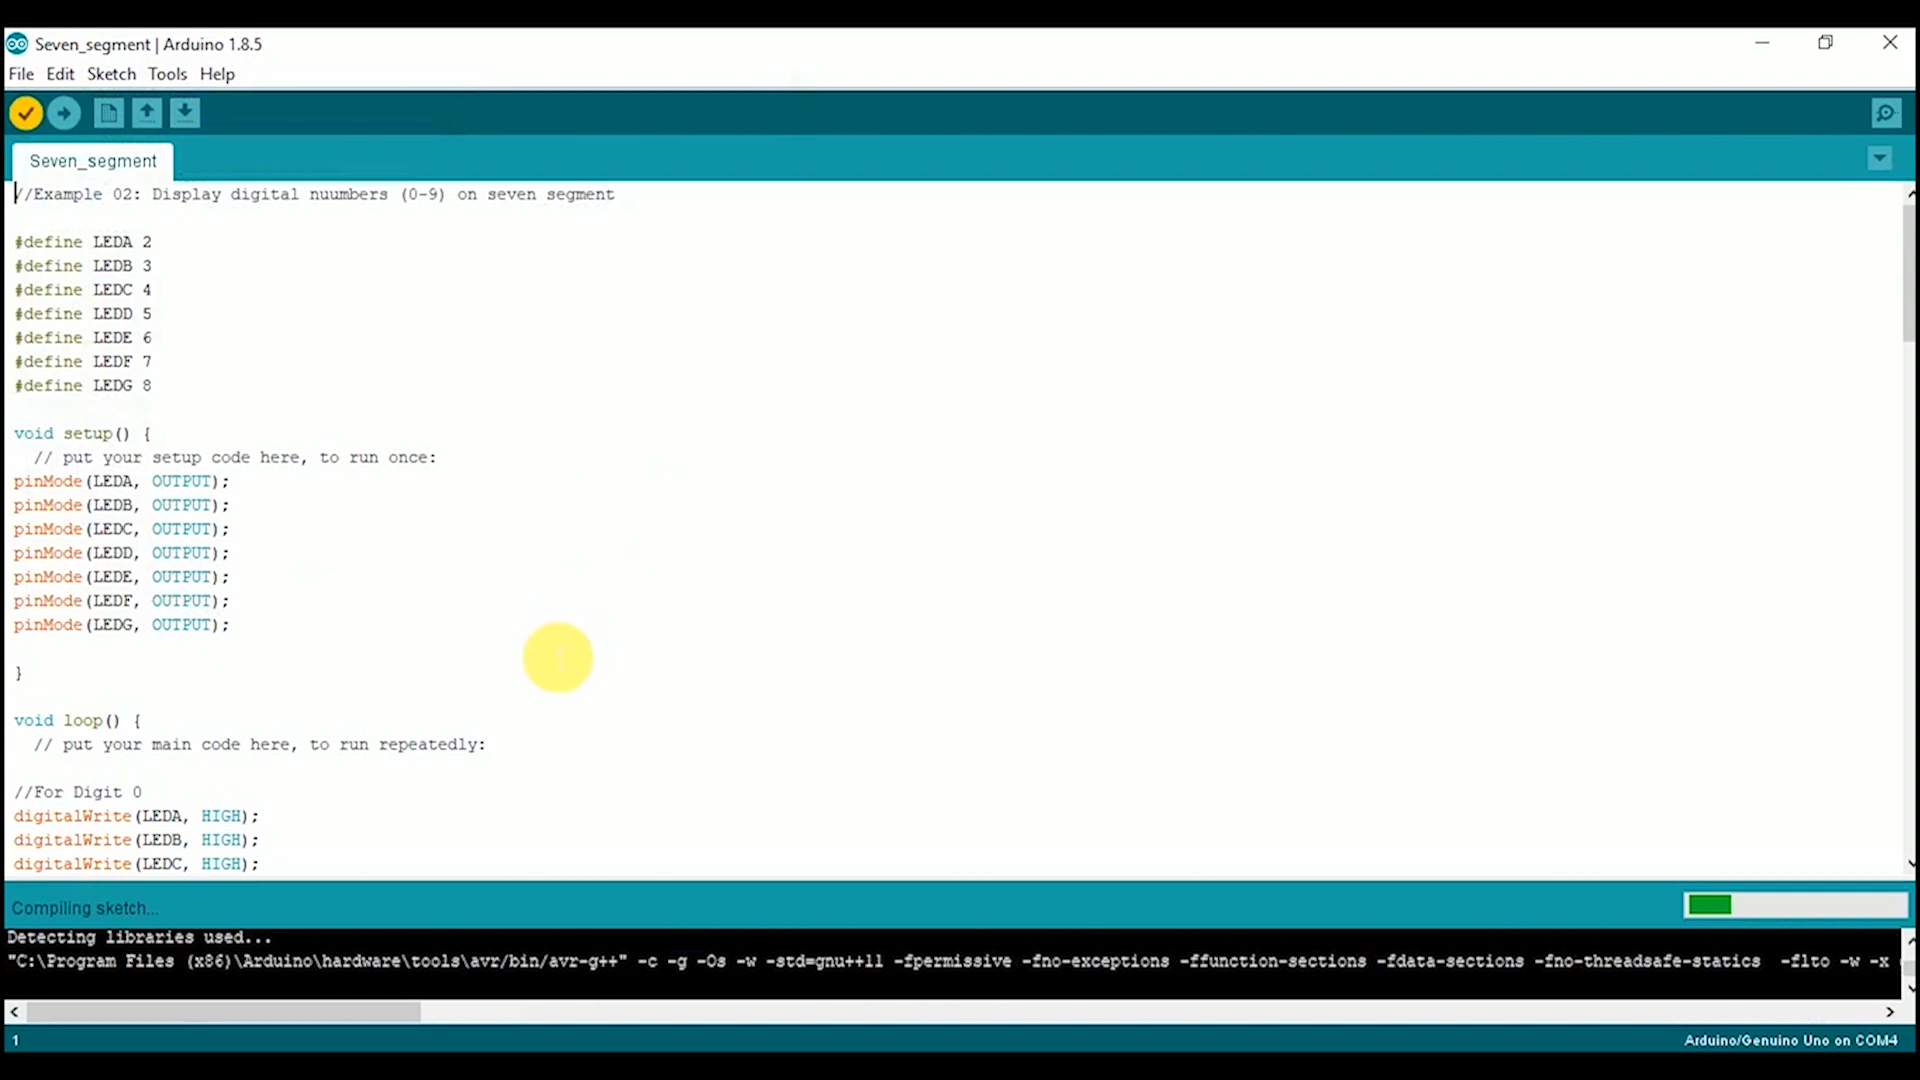 Seven_segment | Arduino 1.8.5
File Edit Sketch Tools Help
Seven_segment
//Example 02: Display digital nuumbers (0-9) on seven segment
#define LEDA 2
#define LEDB 3
#define LEDC 4
#define LEDD 5
#define LEDE 6
#define LEDF 7
#define LEDG 8
void setup() {
// put your setup code here, to run once:
pinMode(LEDA, OUTPUT);
pinMode(LEDB, OUTPUT);
pinMode(LEDC, OUTPUT);
pinMode(LEDD, OUTPUT);
pinMode(LEDE, OUTPUT);
pinMode(LEDF, OUTPUT);
pinMode(LEDG, OUTPUT);
}
void loop() {
// put your main code here, to run repeatedly:
//For Digit 0
digitalWrite(LEDA, HIGH);
digitalWrite(LEDB, HIGH);
digitalWrite(LEDC, HIGH);
Compiling sketch...
Detecting libraries used...
"C:\Program Files (x86)\Arduino\hardware\tools\avr/bin/avr-g++" -c -g -Os -w -std=gnu++11 -fpermissive -fno-exceptions -ffunction-sections -fdata-sections -fno-threadsafe-statics -flto -w -x
1
Arduino/Genuino Uno on COM4